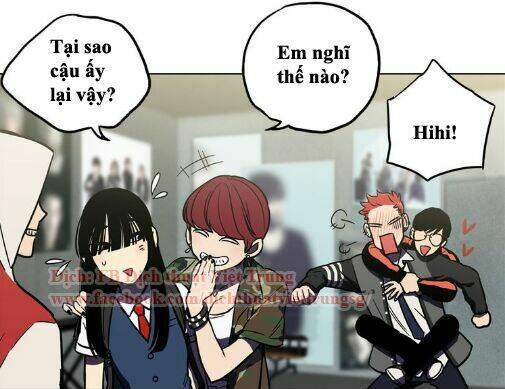 Tại sao
cậu ấy
lại vậy?
Em nghĩ
thế nào?
Hihi!
Dịch: FB Dịch thuật Việt Trung
www.facebook.com/dichthuatviettrungsg/